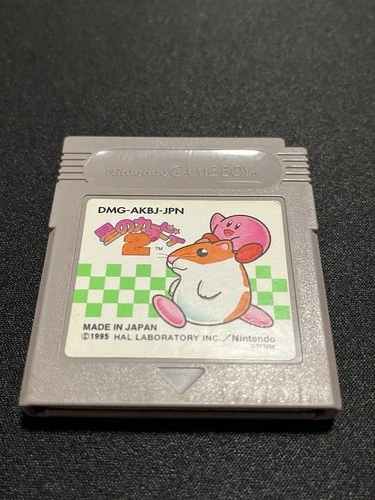 Nintendo GAME BOY
DMG-AKBJ-JPN
星のカービィ
2 TM
MADE IN JAPAN
©1995 HAL LABORATORY INC./Nintendo